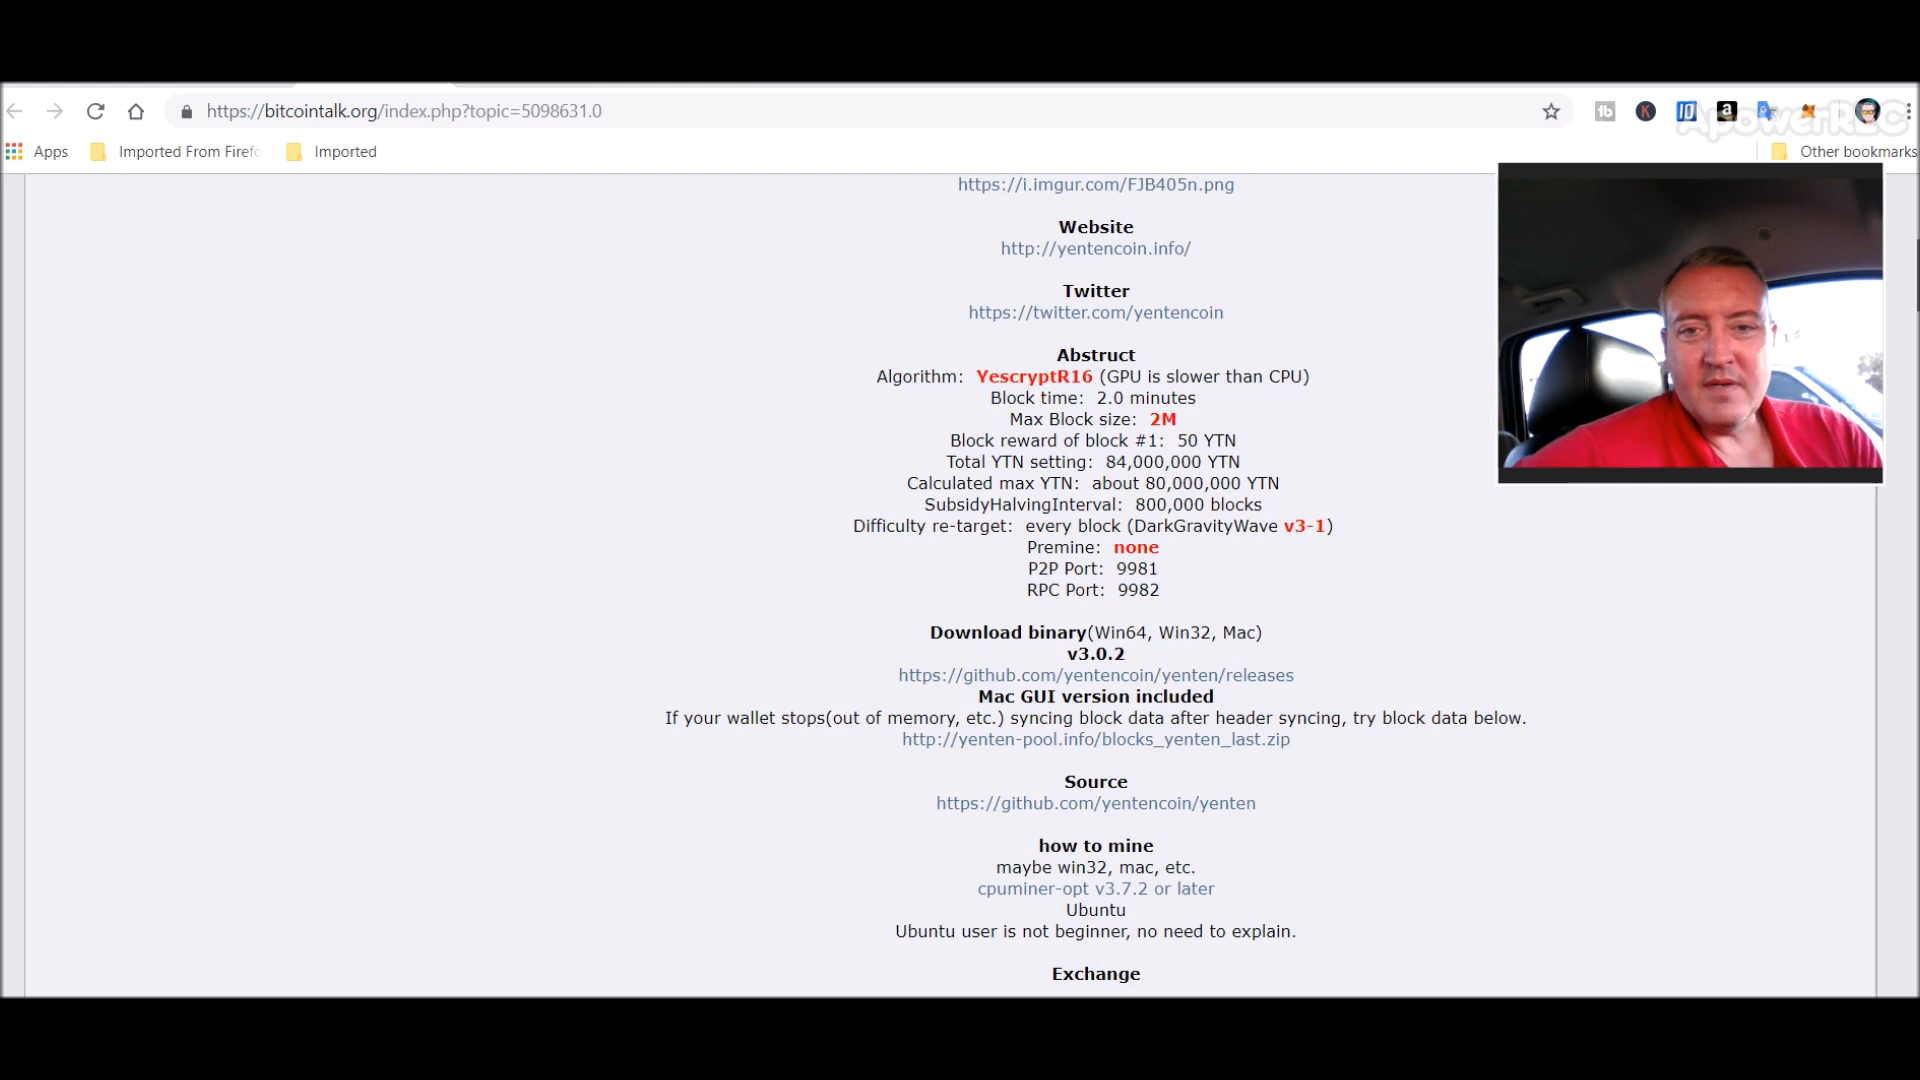 https://bitcointalk.org/index.php?topic=5098631.0
ApowerREC
Apps
Imported From Firefo
Imported
Other bookmarks
https://i.imgur.com/FJB405n.png
Website
http://yentencoin.info/
Twitter
https://twitter.com/yentencoin
Abstruct
Algorithm: YescryptR16 (GPU is slower than CPU)
Block time: 2.0 minutes
Max Block size: 2M
Block reward of block #1: 50 YTN
Total YTN setting: 84,000,000 YTN
Calculated max YTN: about 80,000,000 YTN
SubsidyHalvingInterval: 800,000 blocks
Difficulty re-target: every block (DarkGravityWave v3-1)
Premine: none
P2P Port: 9981
RPC Port: 9982
Download binary(Win64, Win32, Mac)
v3.0.2
https://github.com/yentencoin/yenten/releases
Mac GUI version included
If your wallet stops(out of memory, etc.) syncing block data after header syncing, try block data below.
http://yenten-pool.info/blocks_yenten_last.zip
Source
https://github.com/yentencoin/yenten
how to mine
maybe win32, mac, etc.
cpuminer-opt v3.7.2 or later
Ubuntu
Ubuntu user is not beginner, no need to explain.
Exchange